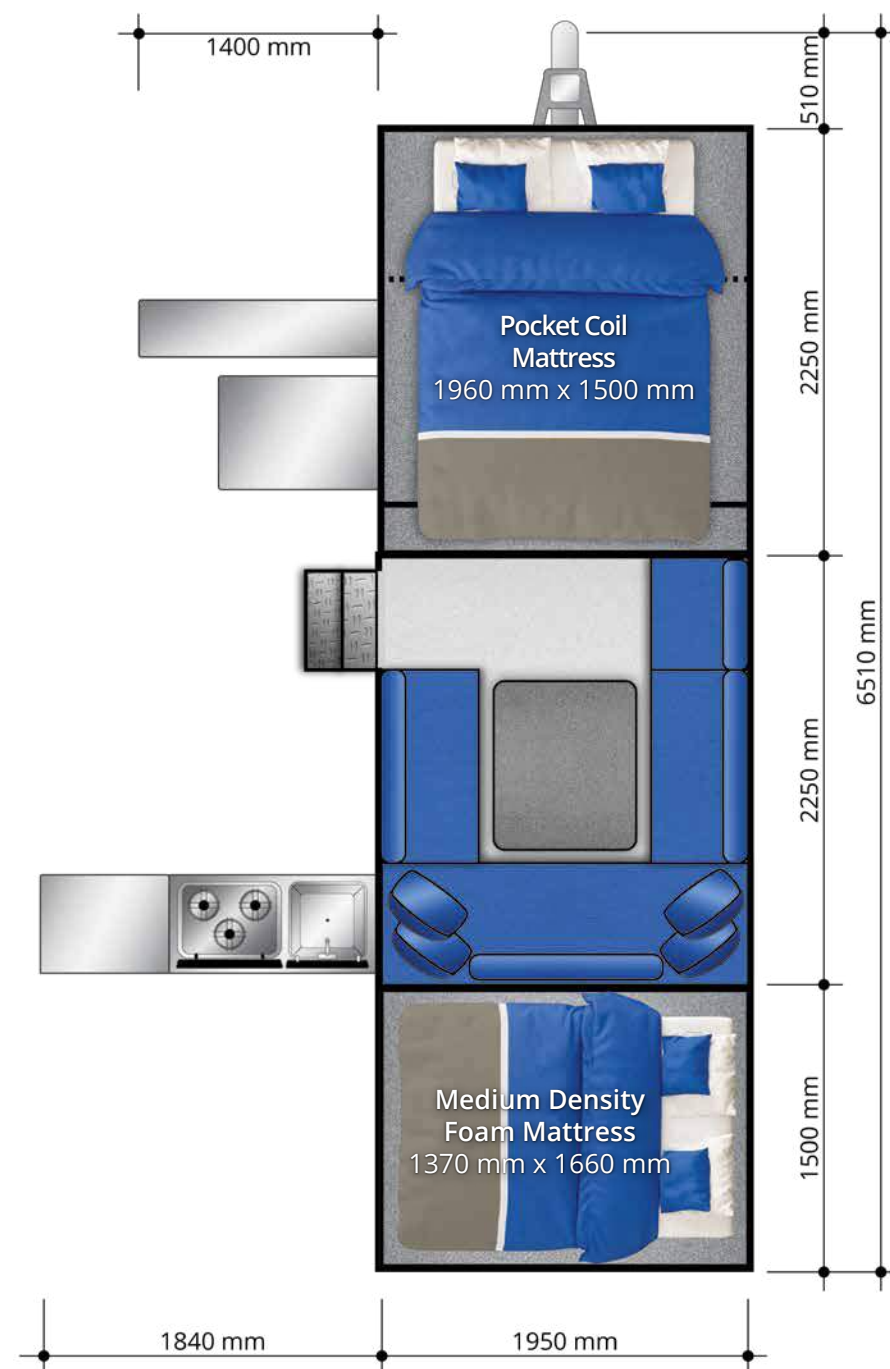 1400 mm
510 mm
Pocket Coil
Mattress
1960 mm x 1500 mm
2250 mm
6510 mm
2250 mm
Medium Density
Foam Mattress
1370 mm x 1660 mm
1500 mm
1840 mm
1950 mm